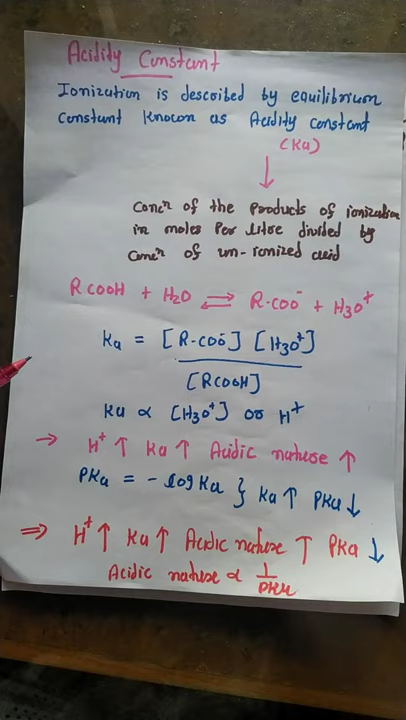 Acidity Constant
Ionization is described by equilibrium
constant known as Acidity constant
(Ka)
↓
Concn of the Products of ionization
in moles Per litre divided by
Concn of un-ionized acid
RCOOH + H2O ⇌ R-COO⁻ + H3O⁺
Ka = [R-COO⁻] [H3O⁺]
[RCOOH]
Ka ∝ [H3O⁺] or H⁺
→ H⁺ ↑ Ka ↑ Acidic nature ↑
PKa = - log Ka } Ka ↑ PKa ↓
⇒ H⁺ ↑ Ka ↑ Acidic nature ↑ PKa ↓
Acidic nature ∝ 1/PKa